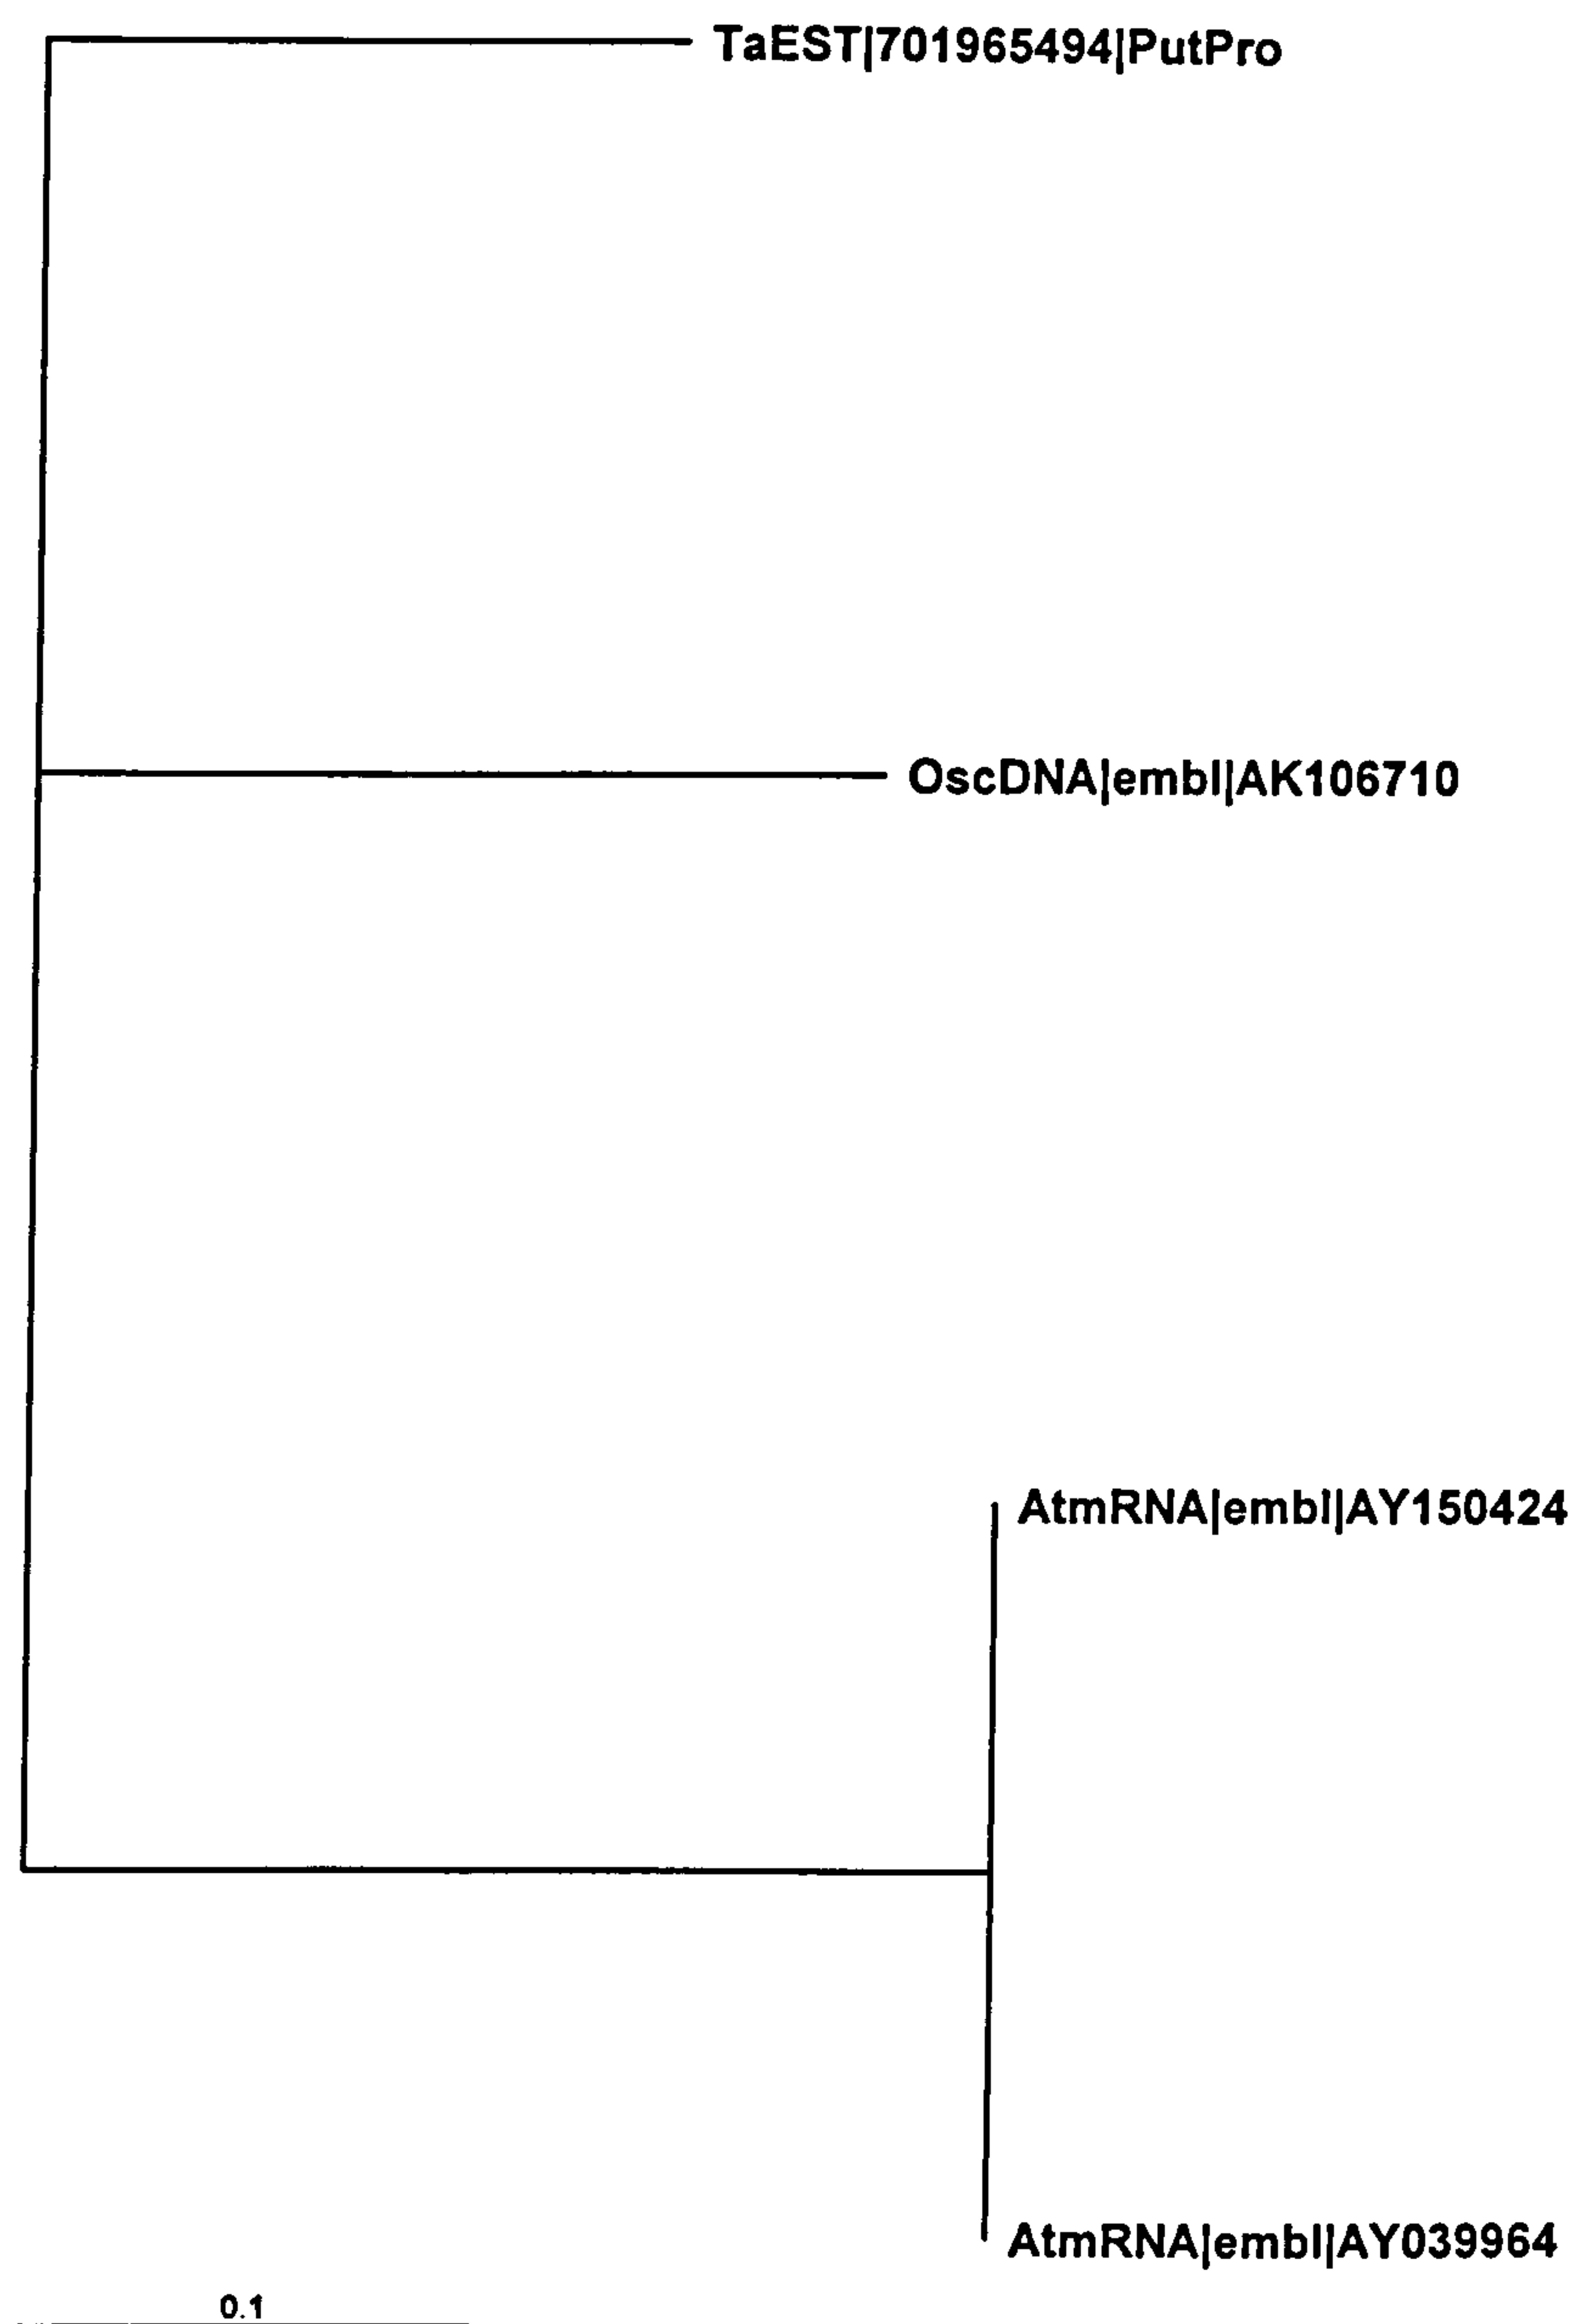 TaEST|701965494|PutPro
OscDNA|embl|AK106710
AtmRNA|embl|AY150424
AtmRNA|embl|AY039964
0.1